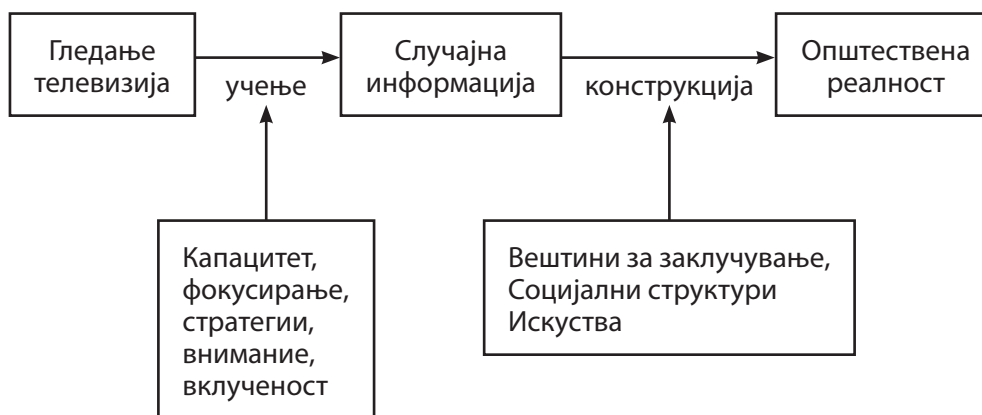 Гледање
телевизија
учење
Случајна
информација
конструкција
Општествена
реалност
Капацитет,
фокусирање,
стратегии,
внимание,
вклученост
Вештини за заклучување,
Социјални структури
Искуства